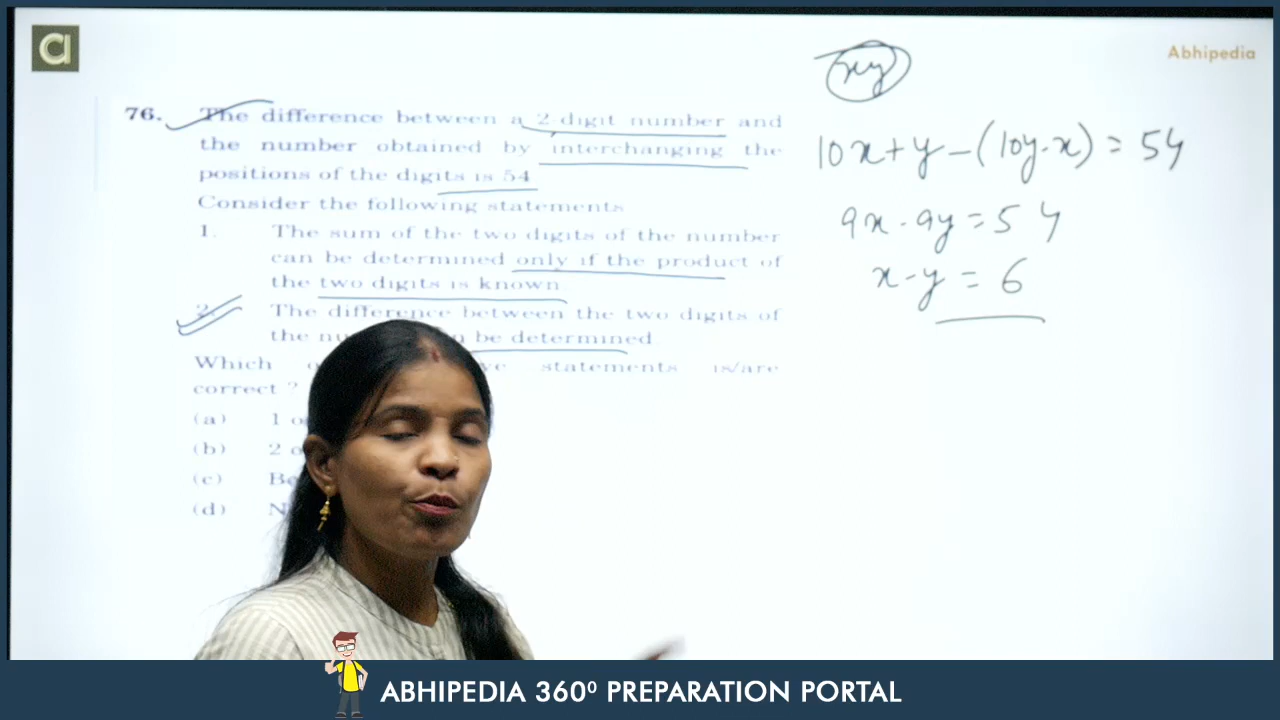 Abhipedia
xy
76. The difference between a 2-digit number and
the number obtained by interchanging the
positions of the digits is 54
Consider the following statements
1. The sum of the two digits of the number
can be determined only if the product of
the two digits is known
2. The difference between the two digits of
the be determined
Which statements is/are
correct ?
(a) 1
(b) 2
(c)
(d)
10x+y-(10y-x) = 54
9x-9y=54
x-y = 6
ABHIPEDIA 360⁰ PREPARATION PORTAL